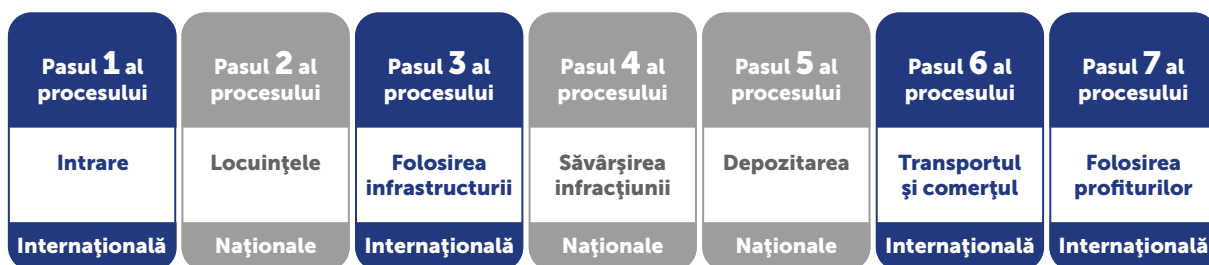 Pasul 1 al
procesului
Intrare
Internaţională
Pasul 2 al
procesului
Locuinţele
Naţionale
Pasul 3 al
procesului
Folosirea
infrastructurii
Internaţională
Pasul 4 al
procesului
Săvârşirea
infracţiunii
Naţionale
Pasul 5 al
procesului
Depozitarea
Naţionale
Pasul 6 al
procesului
Transportul
şi comerţul
Internaţională
Pasul 7 al
procesului
Folosirea
profiturilor
Internaţională